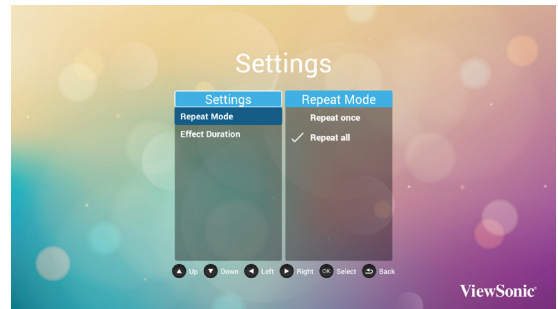 Settings
Settings
Repeat Mode
Repeat Mode
Repeat once
Effect Duration
Repeat all
Up Down Left Right OK Select Back
ViewSonic®